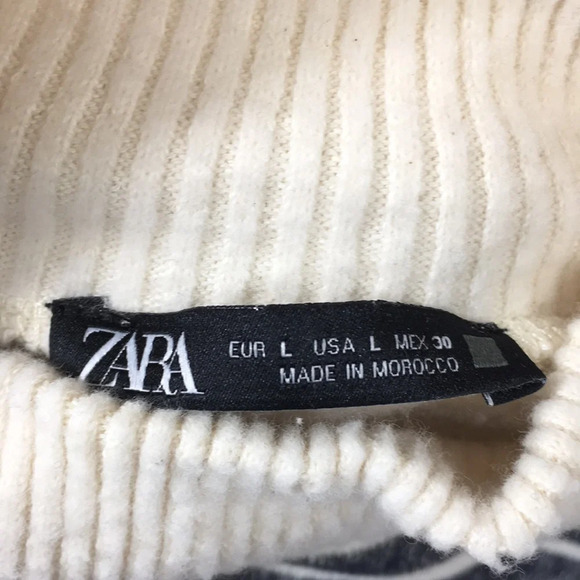 ZARA
EUR L USA L MEX 30
MADE IN MOROCCO